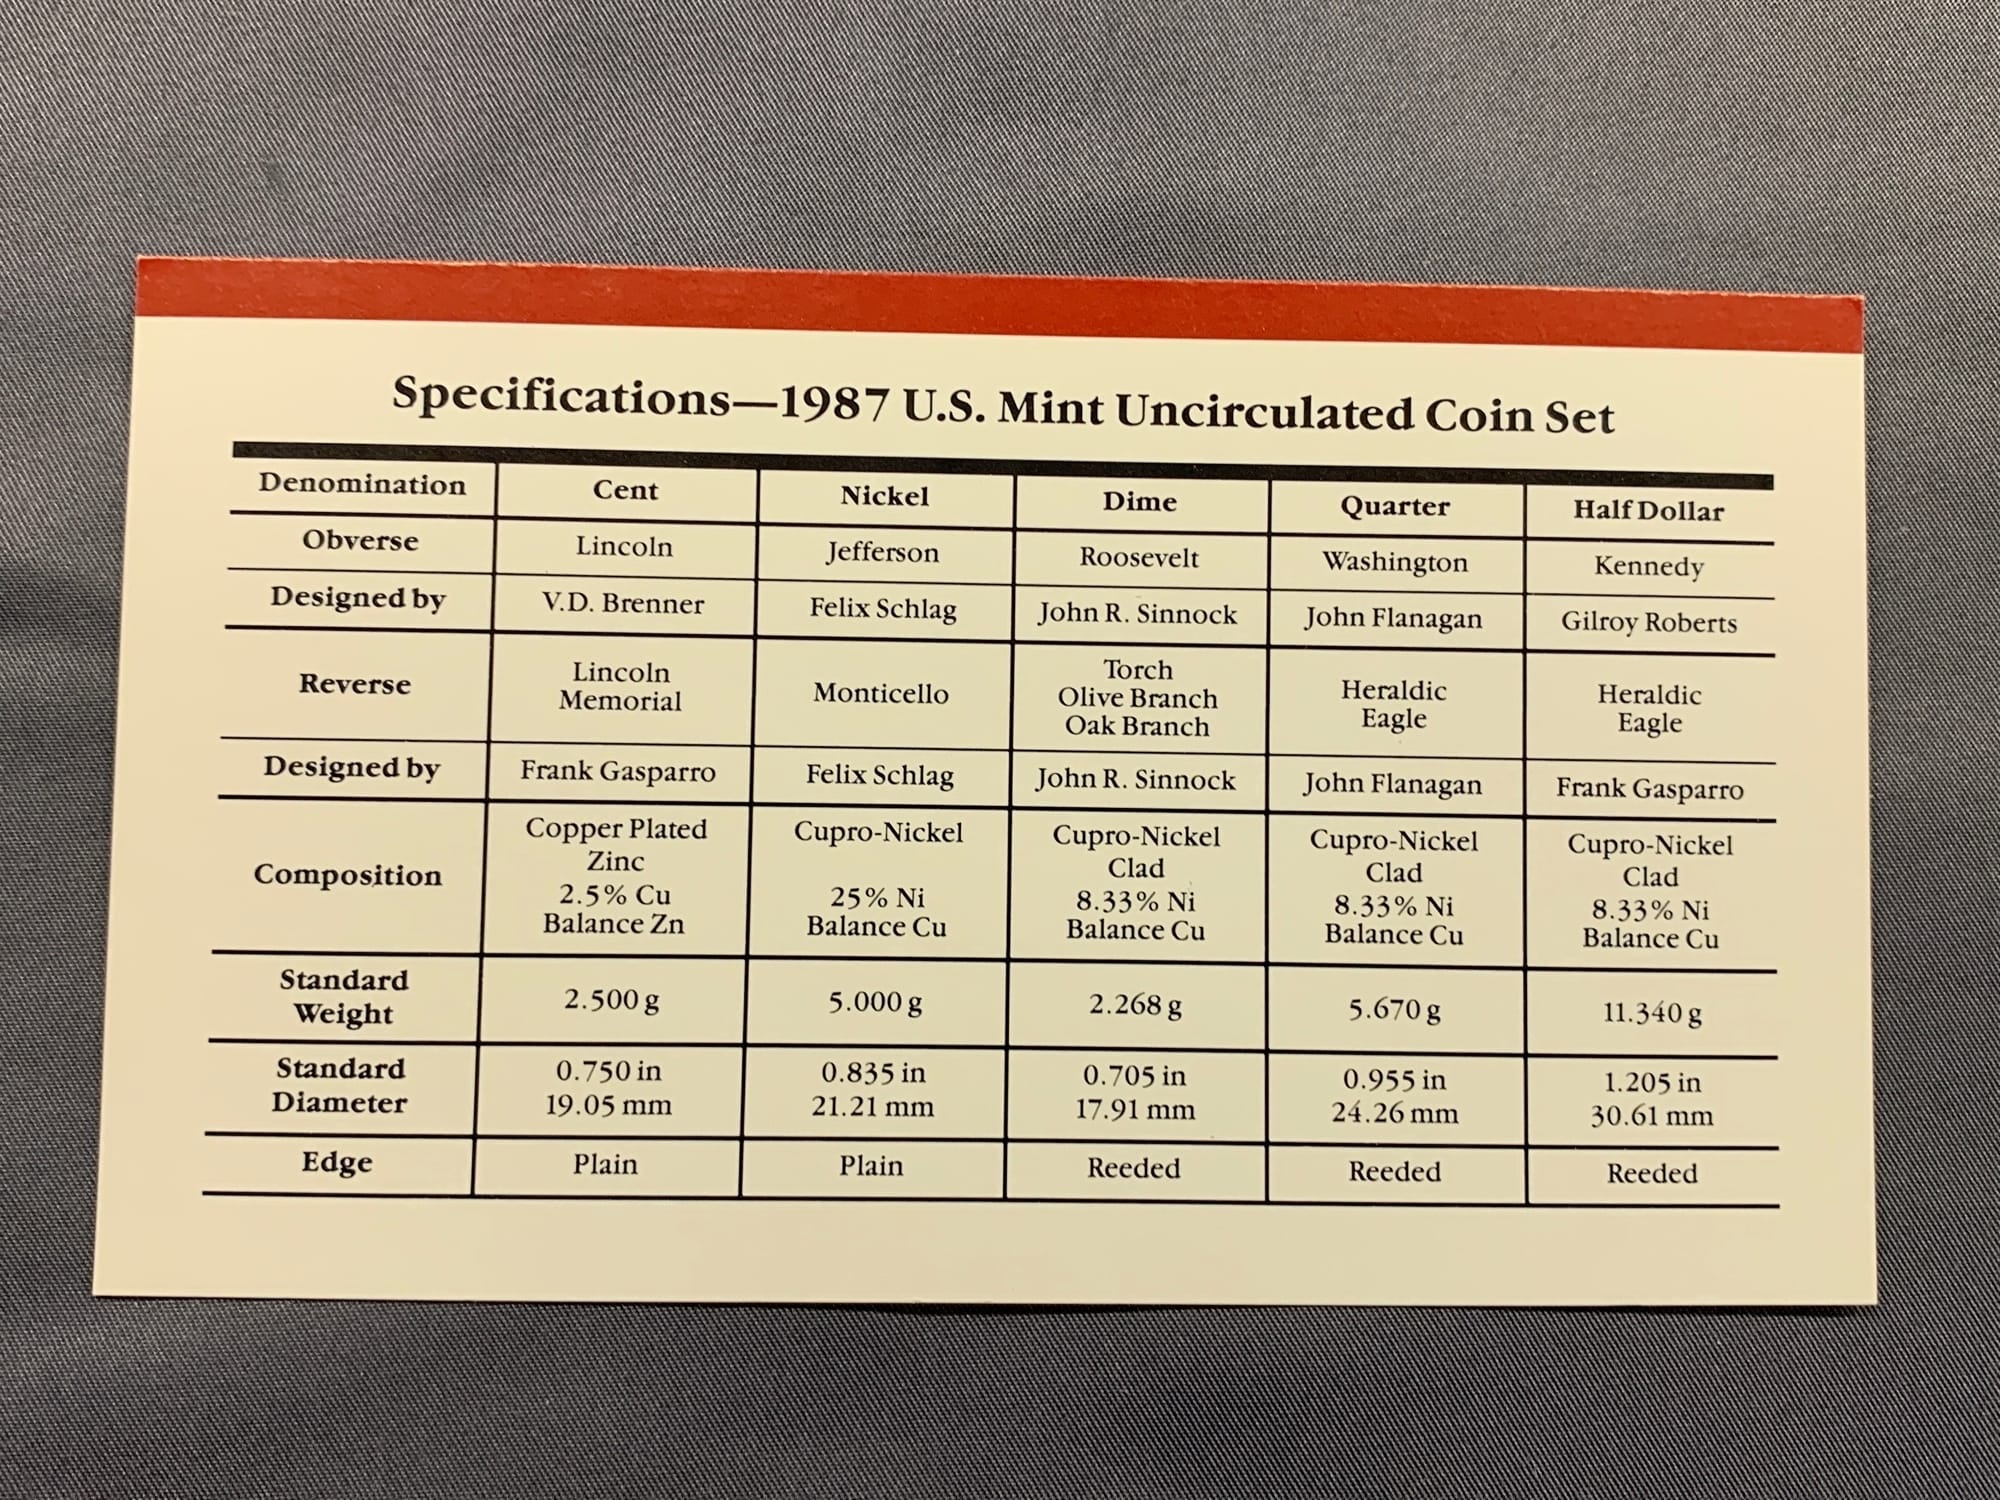 Specifications—1987 U.S. Mint Uncirculated Coin Set
Denomination Cent Nickel Dime Quarter Half Dollar
Obverse Lincoln Jefferson Roosevelt Washington Kennedy
Designed by V.D. Brenner Felix Schlag John R. Sinnock John Flanagan Gilroy Roberts
Reverse
Lincoln
Memorial
Monticello
Torch
Olive Branch
Oak Branch
Heraldic
Eagle
Heraldic
Eagle
Designed by Frank Gasparro Felix Schlag John R. Sinnock John Flanagan Frank Gasparro
Composition
Copper Plated
Zinc
2.5% Cu
Balance Zn
Cupro-Nickel
25% Ni
Balance Cu
Cupro-Nickel
Clad
8.33% Ni
Balance Cu
Cupro-Nickel
Clad
8.33% Ni
Balance Cu
Cupro-Nickel
Clad
8.33% Ni
Balance Cu
Standard
Weight
2.500 g 5.000 g 2.268 g 5.670 g 11.340 g
Standard
Diameter
0.750 in
19.05 mm
0.835 in
21.21 mm
0.705 in
17.91 mm
0.955 in
24.26 mm
1.205 in
30.61 mm
Edge Plain Plain Reeded Reeded Reeded